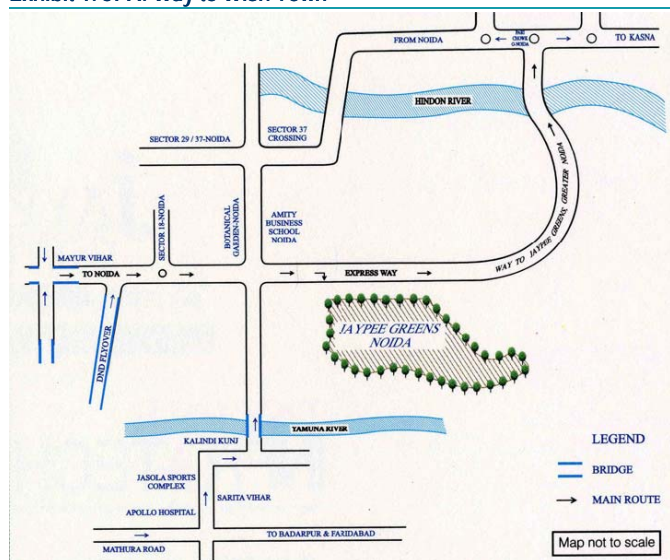 FROM NOIDA
PARI
CHOWK
G.NOIDA
TO KASNA
HINDON RIVER
SECTOR 29 / 37-NOIDA
SECTOR 37
CROSSING
SECTOR 18-NOIDA
BOTANICAL
GARDEN-NOIDA
AMITY
BUSINESS
SCHOOL
NOIDA
MAYUR VIHAR
TO NOIDA
EXPRESS WAY
WAY TO JAYPEE GREENS, GREATER NOIDA
DND FLYOVER
JAYPEE GREENS
NOIDA
YAMUNA RIVER
KALINDI KUNJ
LEGEND
BRIDGE
MAIN ROUTE
JASOLA SPORTS
COMPLEX
SARITA VIHAR
APOLLO HOSPITAL
TO BADARPUR & FARIDABAD
MATHURA ROAD
Map not to scale